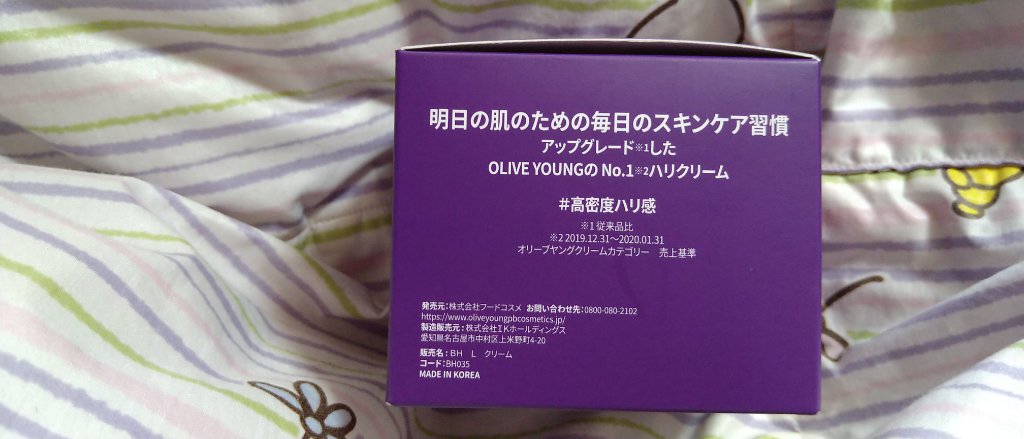 明日の肌のための毎日のスキンケア習慣
アップグレード※1した
OLIVE YOUNGの No.1※2ハリクリーム
#高密度ハリ感
※1 従来品比
※2 2019.12.31～2020.01.31
オリーブヤングクリームカテゴリー 売上基準
発売元:株式会社フードコスメ お問い合わせ先:0800-080-2102
https://www.oliveyoungpbcosmetics.jp/
製造販売元:株式会社IKホールディングス
愛知県名古屋市中村区上米野町4-20
販売名:BH L クリーム
コード:BH035
MADE IN KOREA